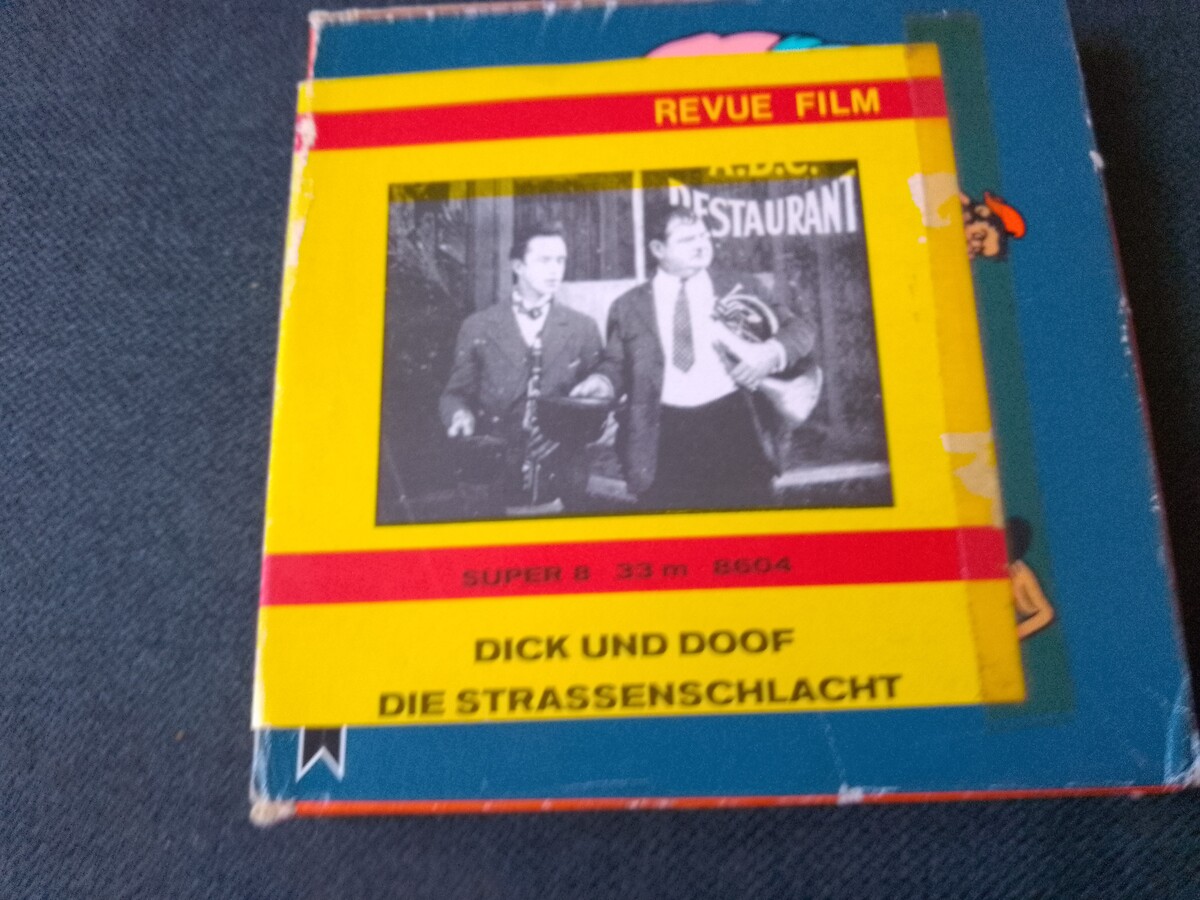 REVUE FILM
A.B.C.
RESTAURANT
SUPER 8 33 m 8604
DICK UND DOOF
DIE STRASSENSCHLACHT